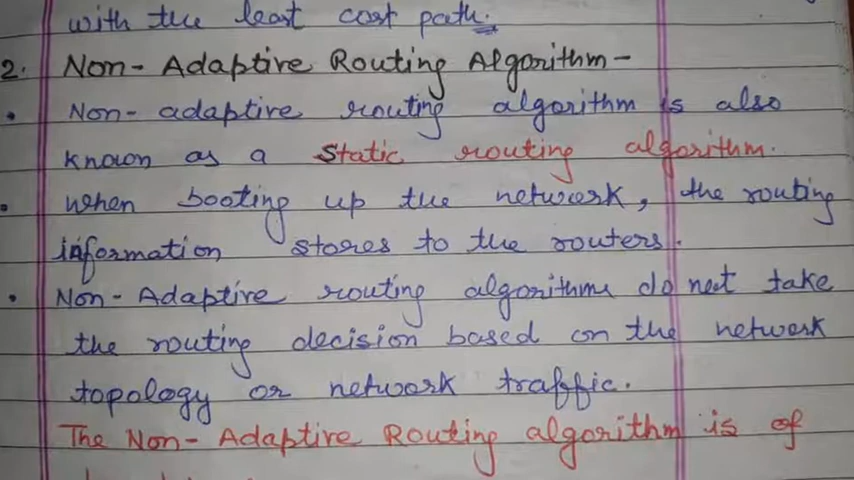 with the least cost path.
2. Non-Adaptive Routing Algorithm-
• Non-adaptive routing algorithm is also
known as a static routing algorithm.
• when booting up the network, the routing
information stores to the routers.
• Non-Adaptive routing algorithms do not take
the routing decision based on the network
topology or network traffic.
The Non-Adaptive Routing algorithm is of